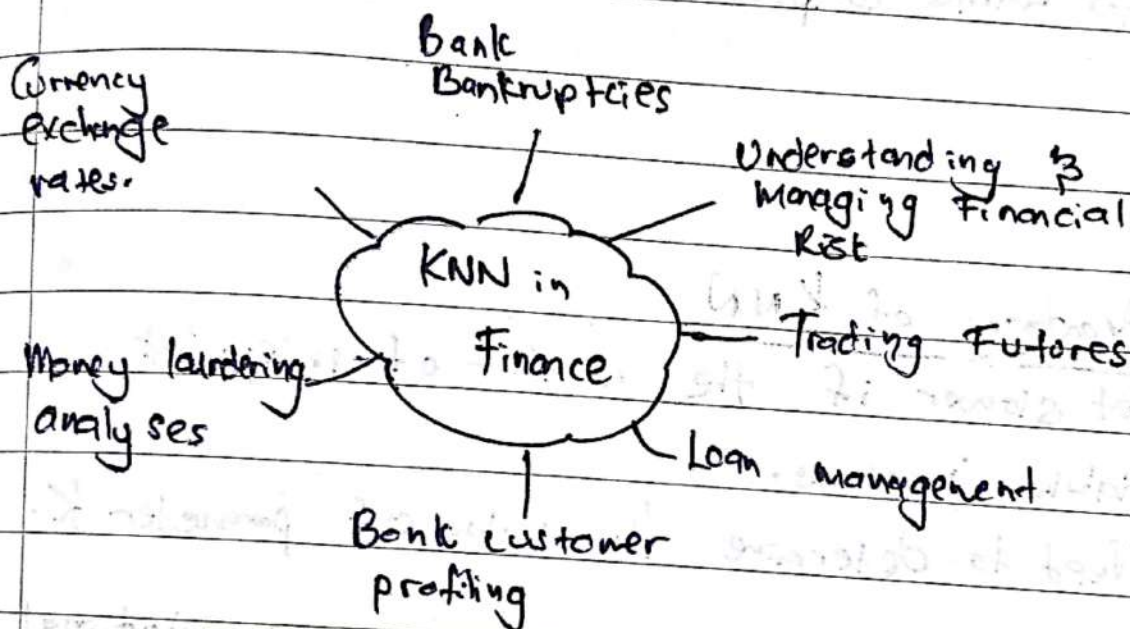 Bank
Bankruptcies
Currency
exchange
rates.
Understanding &
Managing Financial
Risk
KNN in
Finance
Trading Futures
Money laundering
analyses
Loan management
Bank customer
profiling